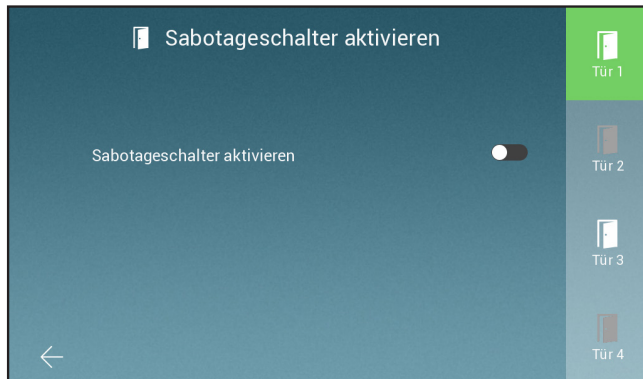 Sabotageschalter aktivieren
Sabotageschalter aktivieren
Tür 1
Tür 2
Tür 3
Tür 4